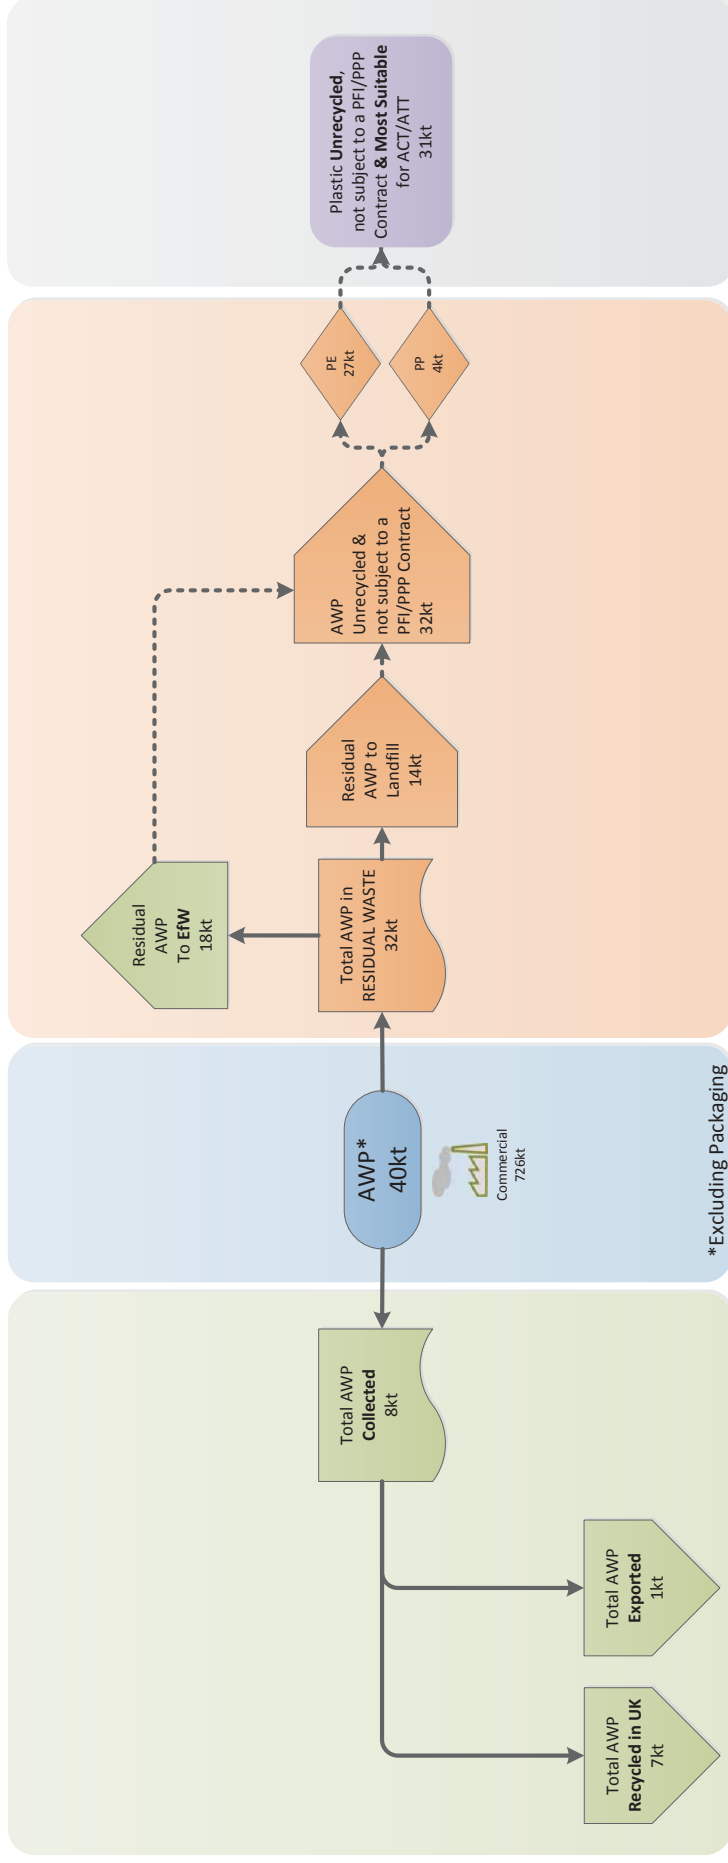 Total AWP
Recycled in UK
7kt
Total AWP
Exported
1kt
Total AWP
Collected
8kt
AWP*
40kt
Commercial
726kt
*Excluding Packaging
Total AWP in
RESIDUAL WASTE
32kt
Residual
AWP
To EfW
18kt
Residual
AWP to
Landfill
14kt
AWP
Unrecycled &
not subject to a
PFI/PPP Contract
32kt
PE
27kt
PP
4kt
Plastic Unrecycled,
not subject to a PFI/PPP
Contract & Most Suitable
for ACT/ATT
31kt